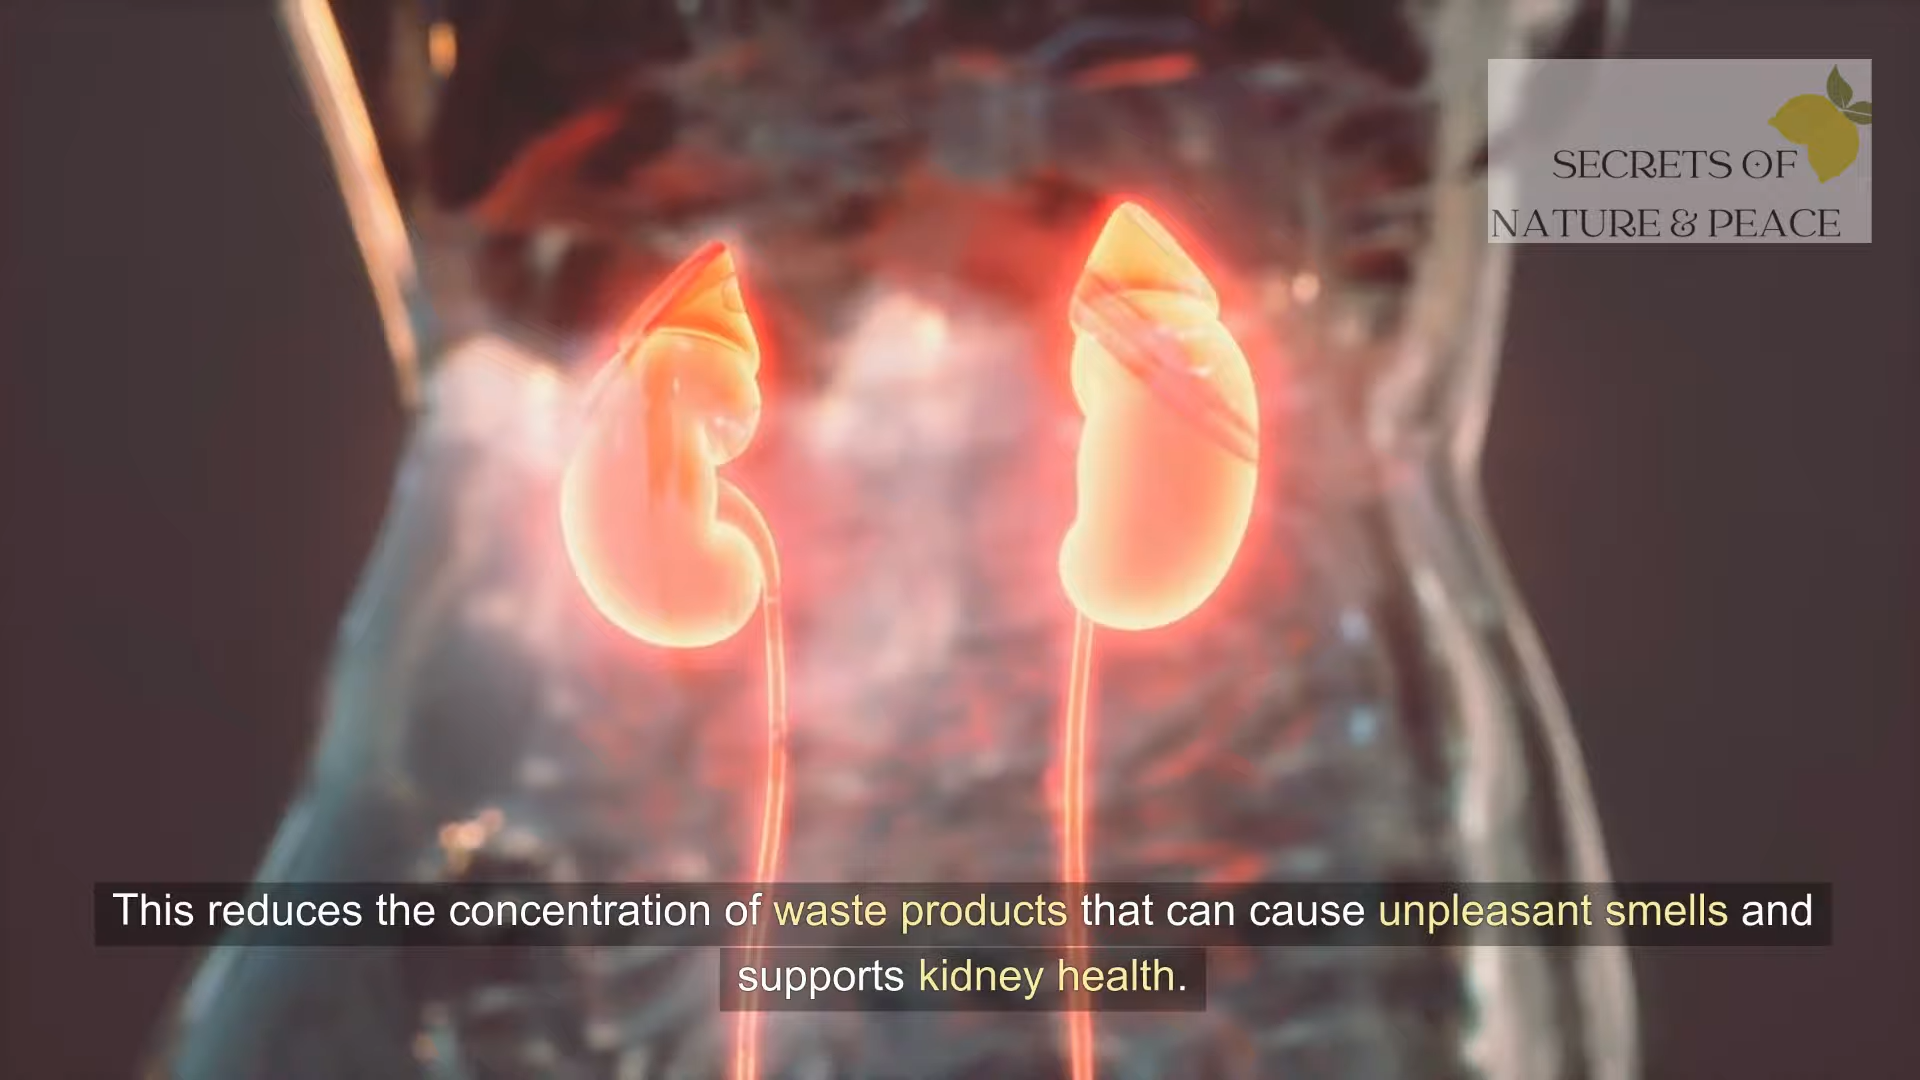 SECRETS OF
NATURE & PEACE
This reduces the concentration of waste products that can cause unpleasant smells and
supports kidney health.